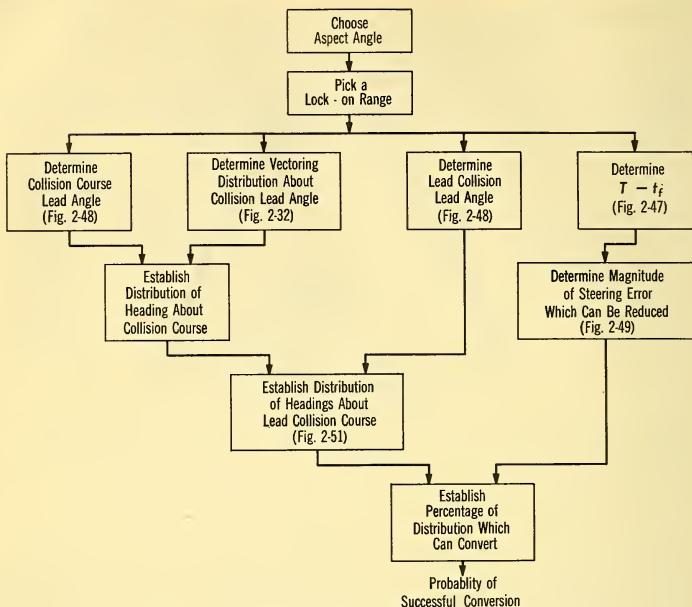 Choose
Aspect Angle
Pick a
Lock - on Range
Determine
Collision Course
Lead Angle
(Fig. 2-48)
Determine Vectoring
Distribution About
Collision Lead Angle
(Fig. 2-32)
Determine
Lead Collision
Lead Angle
(Fig. 2-48)
Determine
T − tf
(Fig. 2-47)
Establish
Distribution of
Heading About
Collision Course
Determine Magnitude
of Steering Error
Which Can Be Reduced
(Fig. 2-49)
Establish Distribution
of Headings About
Lead Collision Course
(Fig. 2-51)
Establish
Percentage of
Distribution Which
Can Convert
Probablity of
Successful Conversion